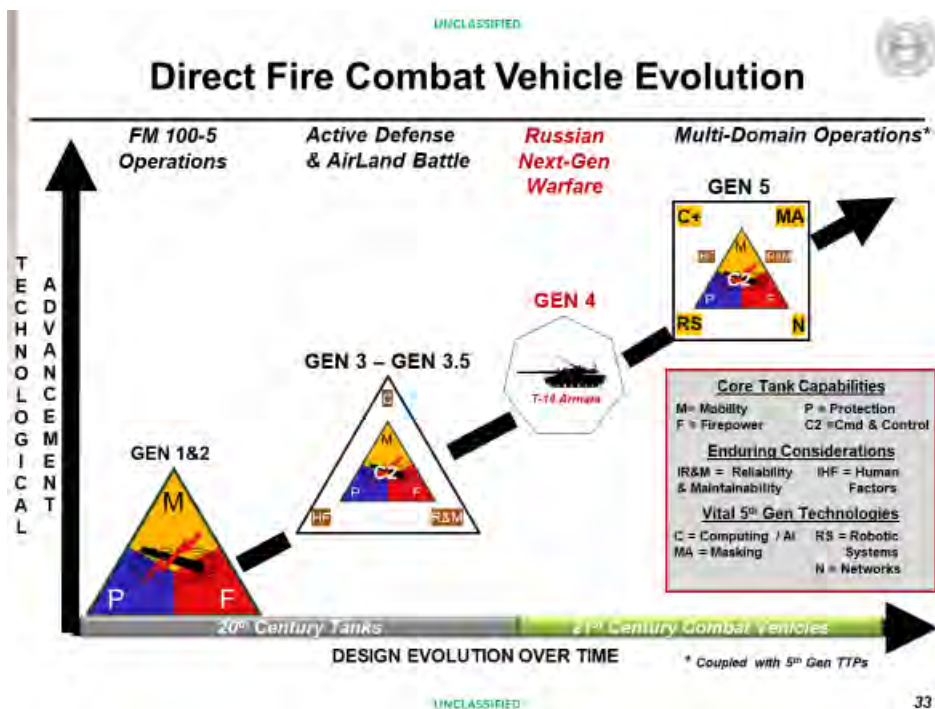 UNCLASSIFIED
Direct Fire Combat Vehicle Evolution
FM 100-5
Operations
Active Defense
& AirLand Battle
Russian
Next-Gen
Warfare
Multi-Domain Operations*
GEN 5
C+
MA
M
HF
R&M
C2
P
F
RS
N
GEN 4
T-14 Armata
GEN 3 – GEN 3.5
C
M
C2
P
F
HF
R&M
GEN 1&2
M
P
F
TECHNOLOGICAL
ADVANCEMENT
Core Tank Capabilities
M= Mobility P = Protection
F = Firepower C2 =Cmd & Control
Enduring Considerations
IR&M = Reliability IHF = Human
& Maintainability Factors
Vital 5th Gen Technologies
C = Computing / AI RS = Robotic
MA = Masking Systems
N = Networks
20th Century Tanks
21st Century Combat Vehicles
DESIGN EVOLUTION OVER TIME
* Coupled with 5th Gen TTPs
UNCLASSIFIED
33